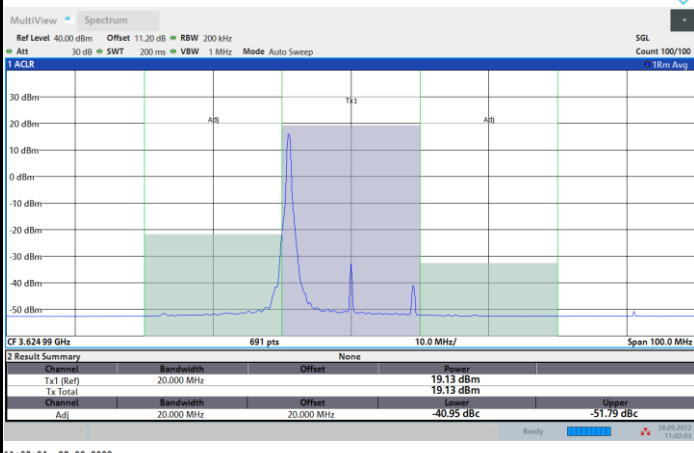 MultiView Spectrum
Ref Level 40.00 dBm Offset 11.20 dB RBW 200 kHz SGL
Att 30 dB SWT 200 ms VBW 1 MHz Mode Auto Sweep Count 100/100
1 ACLR 1Rm Avg
30 dBm
Tx1
20 dBm
Adj Adj
10 dBm
0 dBm
-10 dBm
-20 dBm
-30 dBm
-40 dBm
-50 dBm
CF 3.624 99 GHz 691 pts 10.0 MHz/ Span 100.0 MHz
2 Result Summary None
Channel Bandwidth Offset Power
Tx1 (Ref) 20.000 MHz 19.13 dBm
Tx Total 19.13 dBm
Channel Bandwidth Offset Lower Upper
Adj 20.000 MHz 20.000 MHz -40.95 dBc -51.79 dBc
Ready 28.09.2022
11:02:03